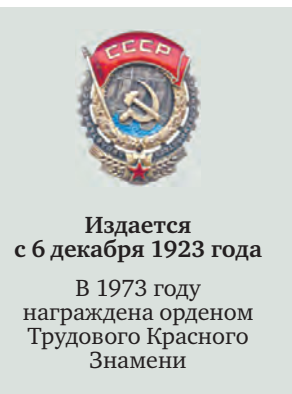 СССР
Издается
с 6 декабря 1923 года
В 1973 году
награждена орденом
Трудового Красного
Знамени